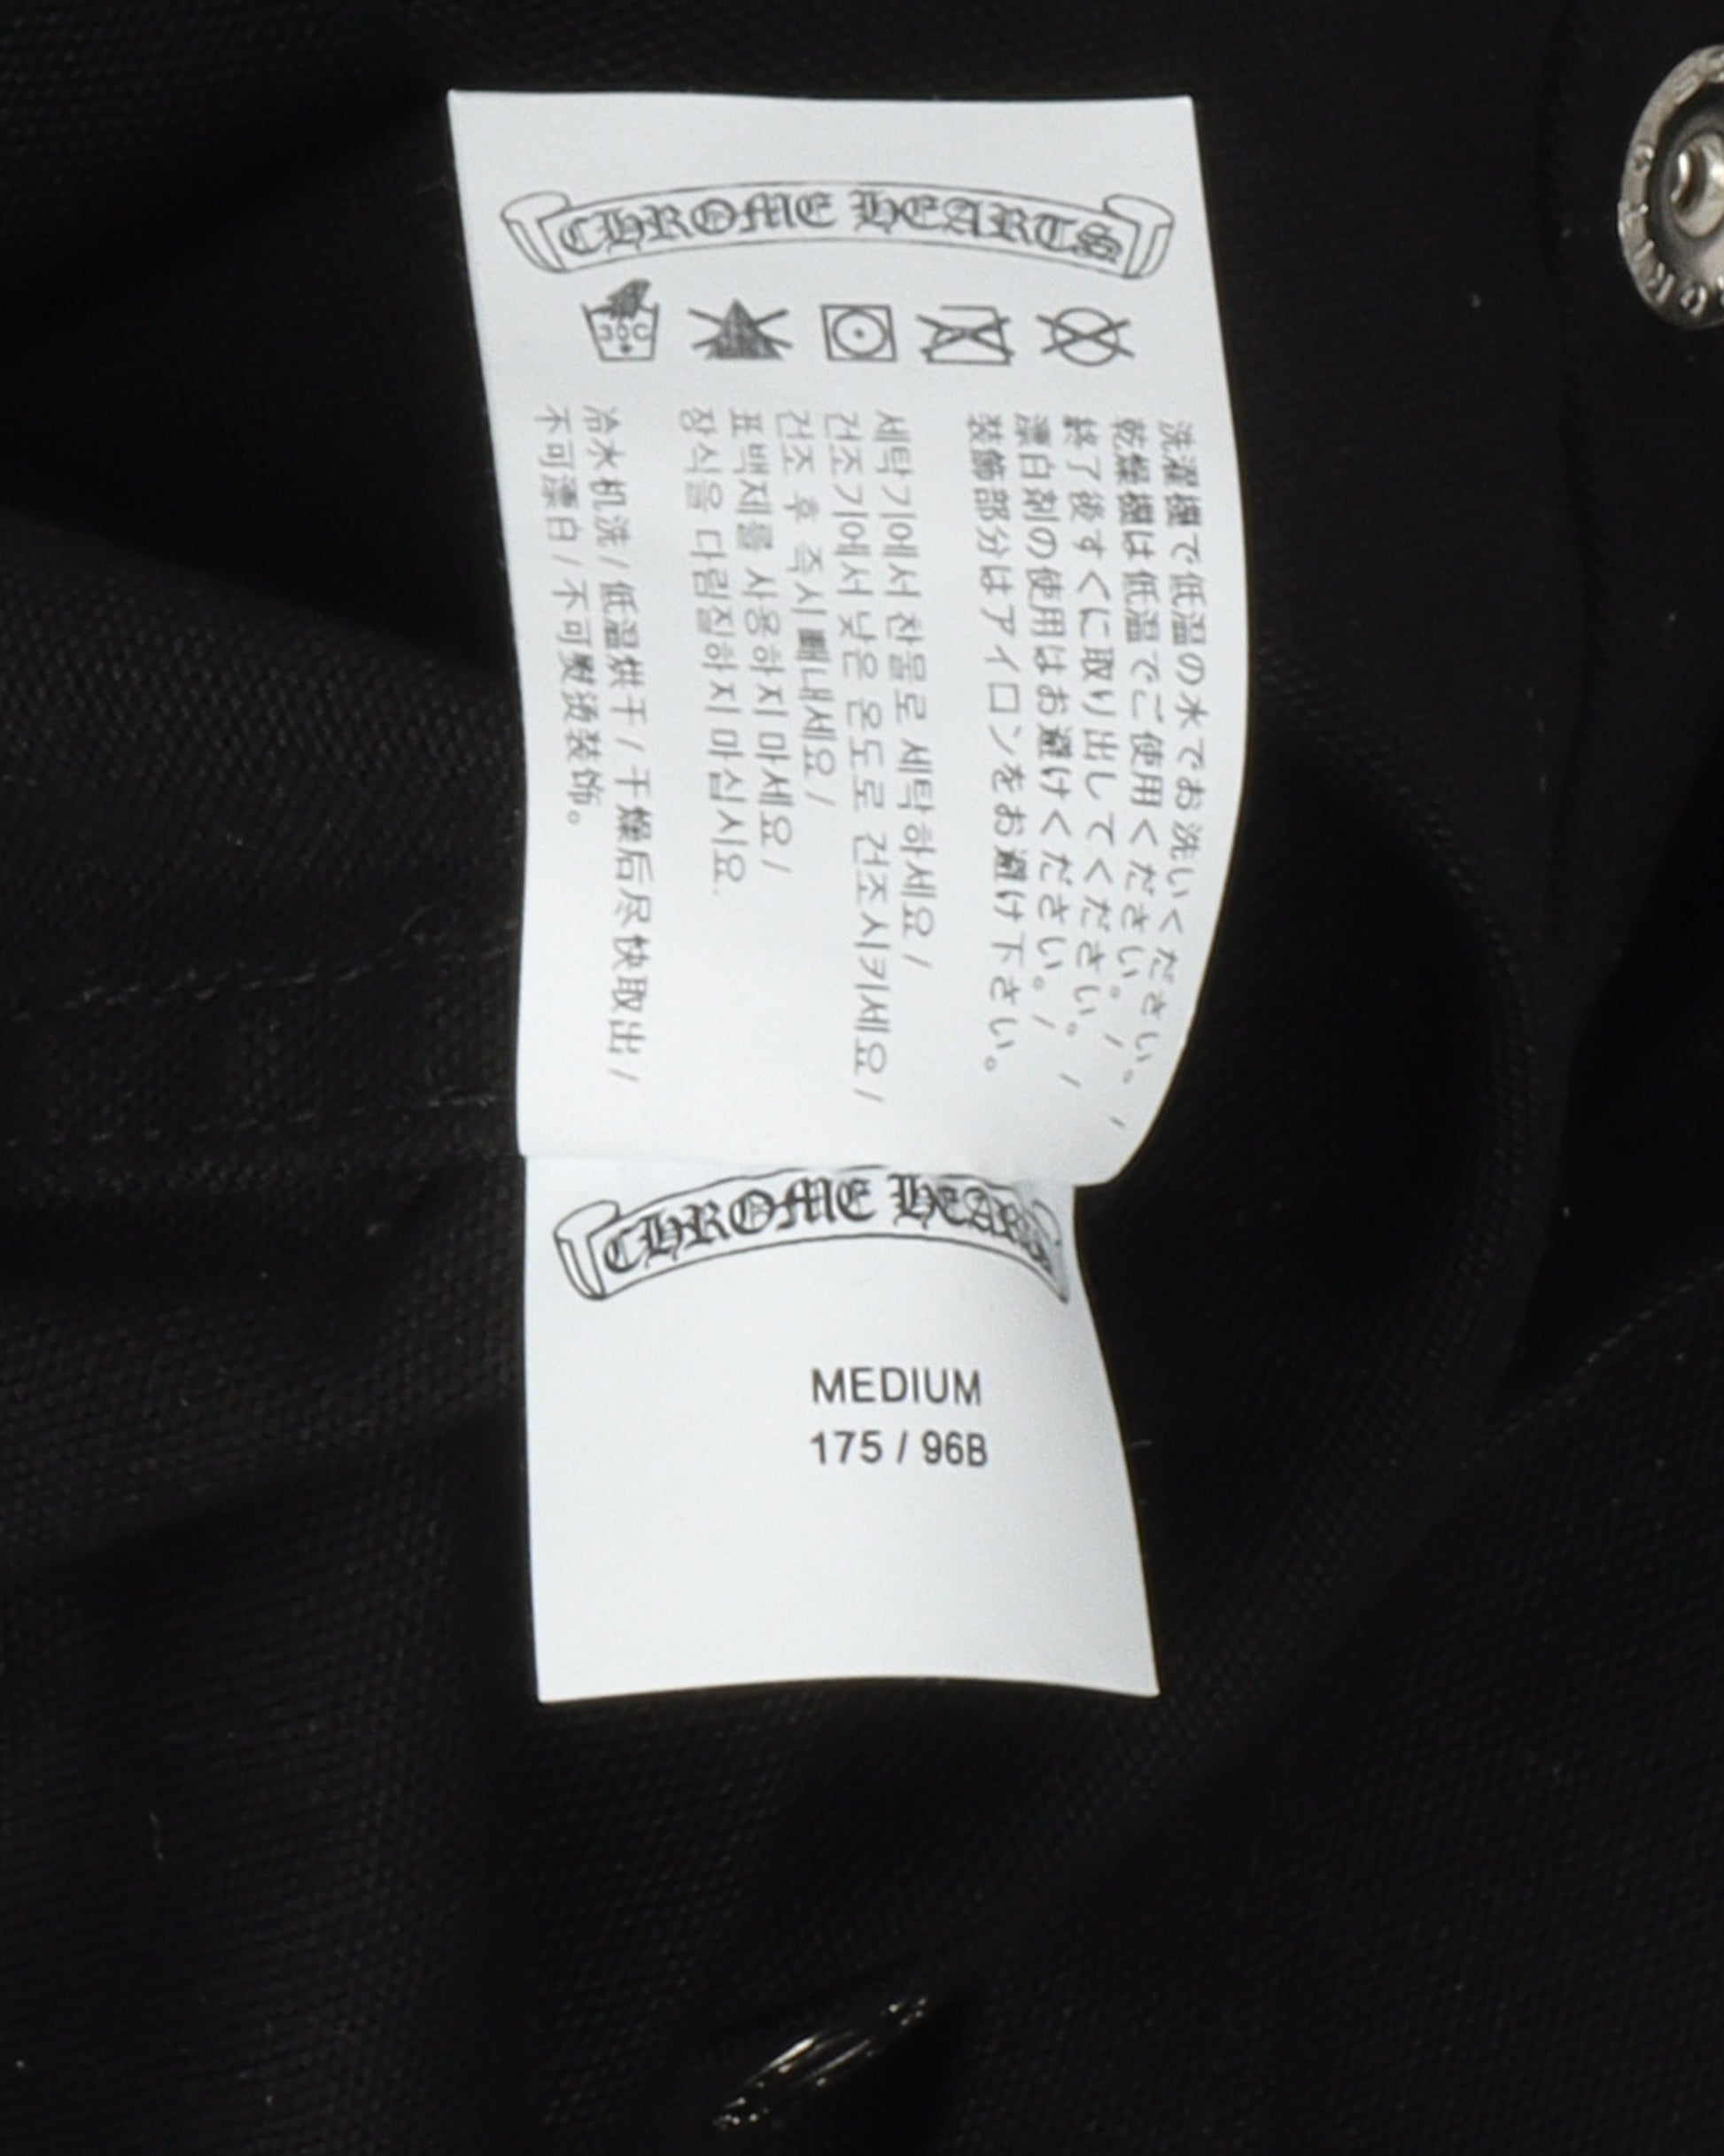 CHROME HEARTS
30C
洗濯機で低温の水でお洗いください。 /
乾燥機は低温でご使用ください。 /
終了後すぐに取り出してください。 /
漂白剤の使用はお避けください。 /
装飾部分はアイロンをお避け下さい。
세탁기에서 찬물로 세탁하세요 /
건조기에서 낮은 온도로 건조시키세요 /
건조 후 즉시 빼내세요 /
표백제를 사용하지 마세요 /
장식을 다림질하지 마십시요.
冷水机洗 / 低温烘干 / 干燥后尽快取出 /
不可漂白 / 不可熨烫装饰。
CHROME HEARTS
MEDIUM
175 / 96B